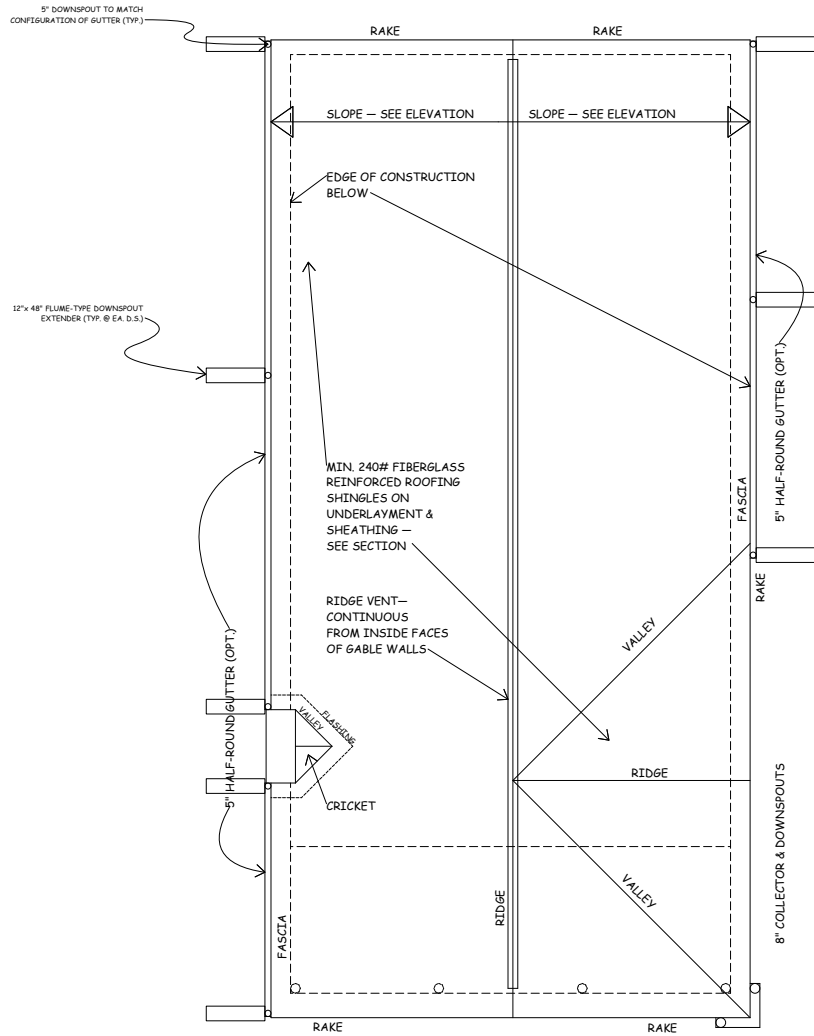 5" DOWNSPOUT TO MATCH
CONFIGURATION OF GUTTER (TYP.)
RAKE
RAKE
SLOPE — SEE ELEVATION
SLOPE — SEE ELEVATION
EDGE OF CONSTRUCTION
BELOW
12"x 48" FLUME-TYPE DOWNSPOUT
EXTENDER (TYP. @ EA. D.S.)
5" HALF-ROUND GUTTER (OPT.)
FASCIA
MIN. 240# FIBERGLASS
REINFORCED ROOFING
SHINGLES ON
UNDERLAYMENT &
SHEATHING —
SEE SECTION
RAKE
RIDGE VENT—
CONTINUOUS
FROM INSIDE FACES
OF GABLE WALLS
VALLEY
5" HALF-ROUND GUTTER (OPT.)
VALLEY
FLASHING
RIDGE
CRICKET
8" COLLECTOR & DOWNSPOUTS
VALLEY
RIDGE
FASCIA
RAKE
RAKE